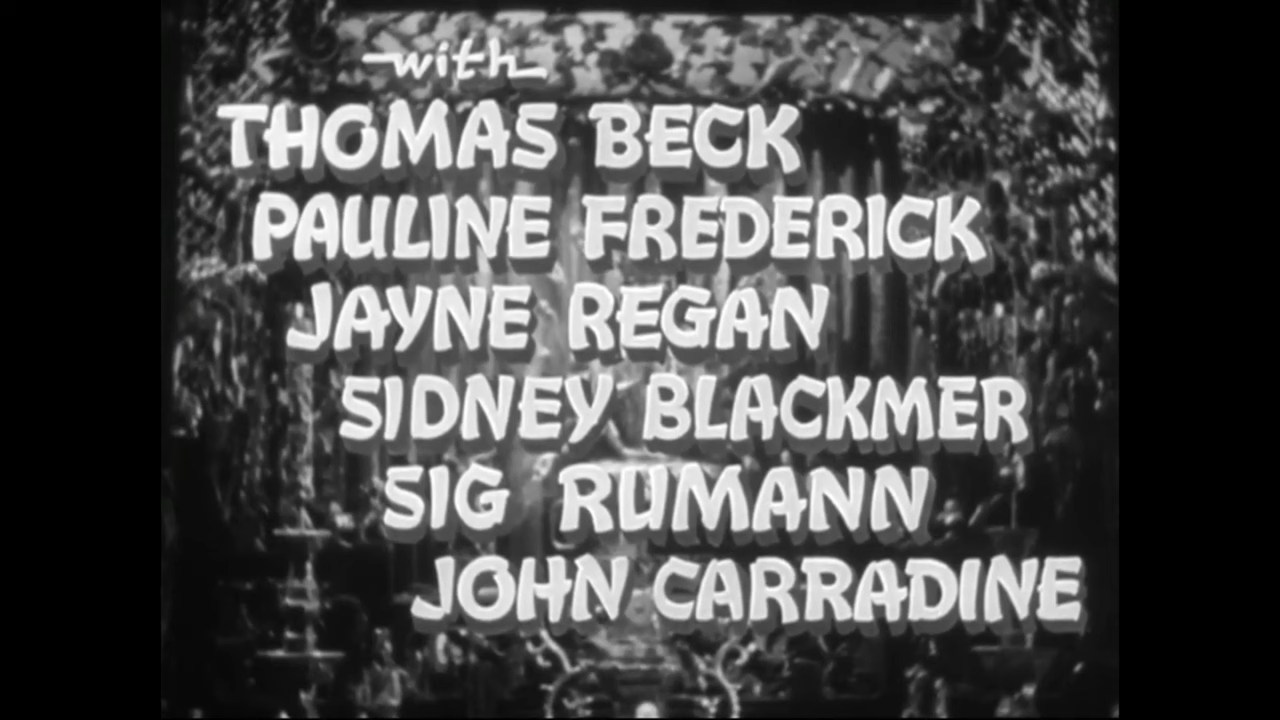 with
THOMAS BECK
PAULINE FREDERICK
JAYNE REGAN
SIDNEY BLACKMER
SIG RUMANN
JOHN CARRADINE